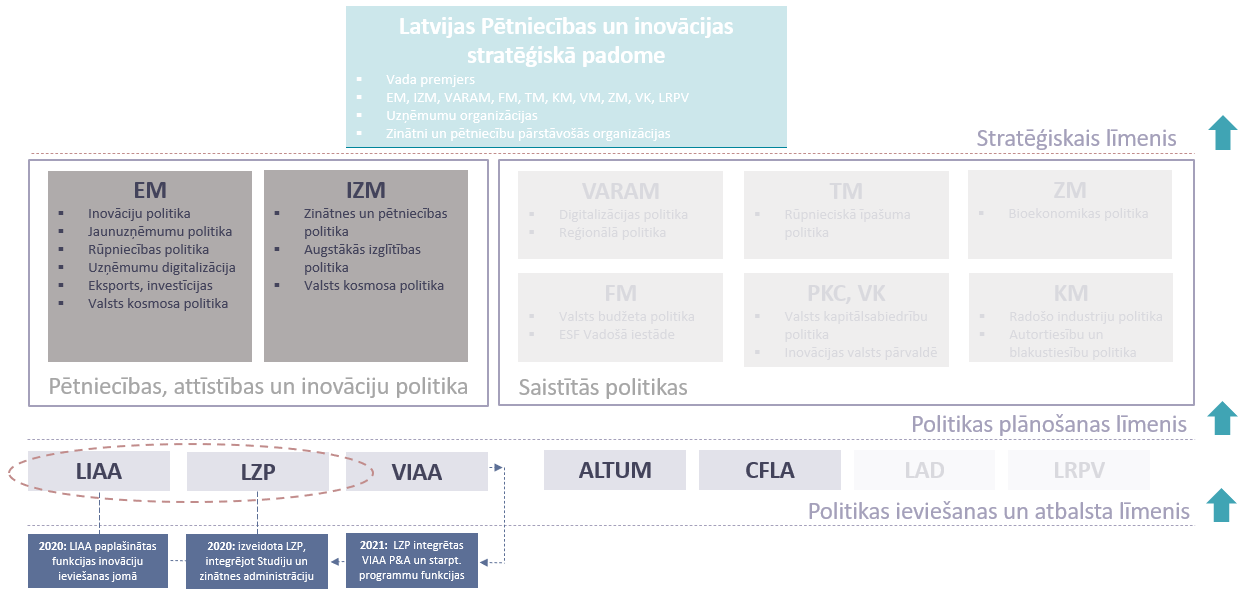 Latvijas Pētniecības un inovācijas
stratēģiskā padome
▪ Vada premjers
▪ EM, IZM, VARAM, FM, TM, KM, VM, ZM, VK, LRPV
▪ Uzņēmumu organizācijas
▪ Zinātni un pētniecību pārstāvošās organizācijas
Stratēģiskais līmenis
EM
▪ Inovāciju politika
▪ Jaunuzņēmumu politika
▪ Rūpniecības politika
▪ Uzņēmumu digitalizācija
▪ Eksports, investīcijas
▪ Valsts kosmosa politika
IZM
▪ Zinātnes un pētniecības
politika
▪ Augstākās izglītības
politika
▪ Valsts kosmosa politika
Pētniecības, attīstības un inovāciju politika
VARAM
▪ Digitalizācijas politika
▪ Reģionālā politika
TM
▪ Rūpnieciskā īpašuma
politika
ZM
▪ Bioekonomikas politika
FM
▪ Valsts budžeta politika
▪ ESF Vadošā iestāde
PKC, VK
▪ Valsts kapitālsabiedrību
politika
▪ Inovācijas valsts pārvaldē
KM
▪ Radošo industriju politika
▪ Autortiesību un
blakustiesību politika
Saistītās politikas
Politikas plānošanas līmenis
LIAA
LZP
VIAA
ALTUM
CFLA
LAD
LRPV
Politikas ieviešanas un atbalsta līmenis
2020: LIAA paplašinātas
funkcijas inovāciju
ieviešanas jomā
2020: izveidota LZP,
integrējot Studiju un
zinātnes administrāciju
2021: LZP integrētas
VIAA P&A un starpt.
programmu funkcijas